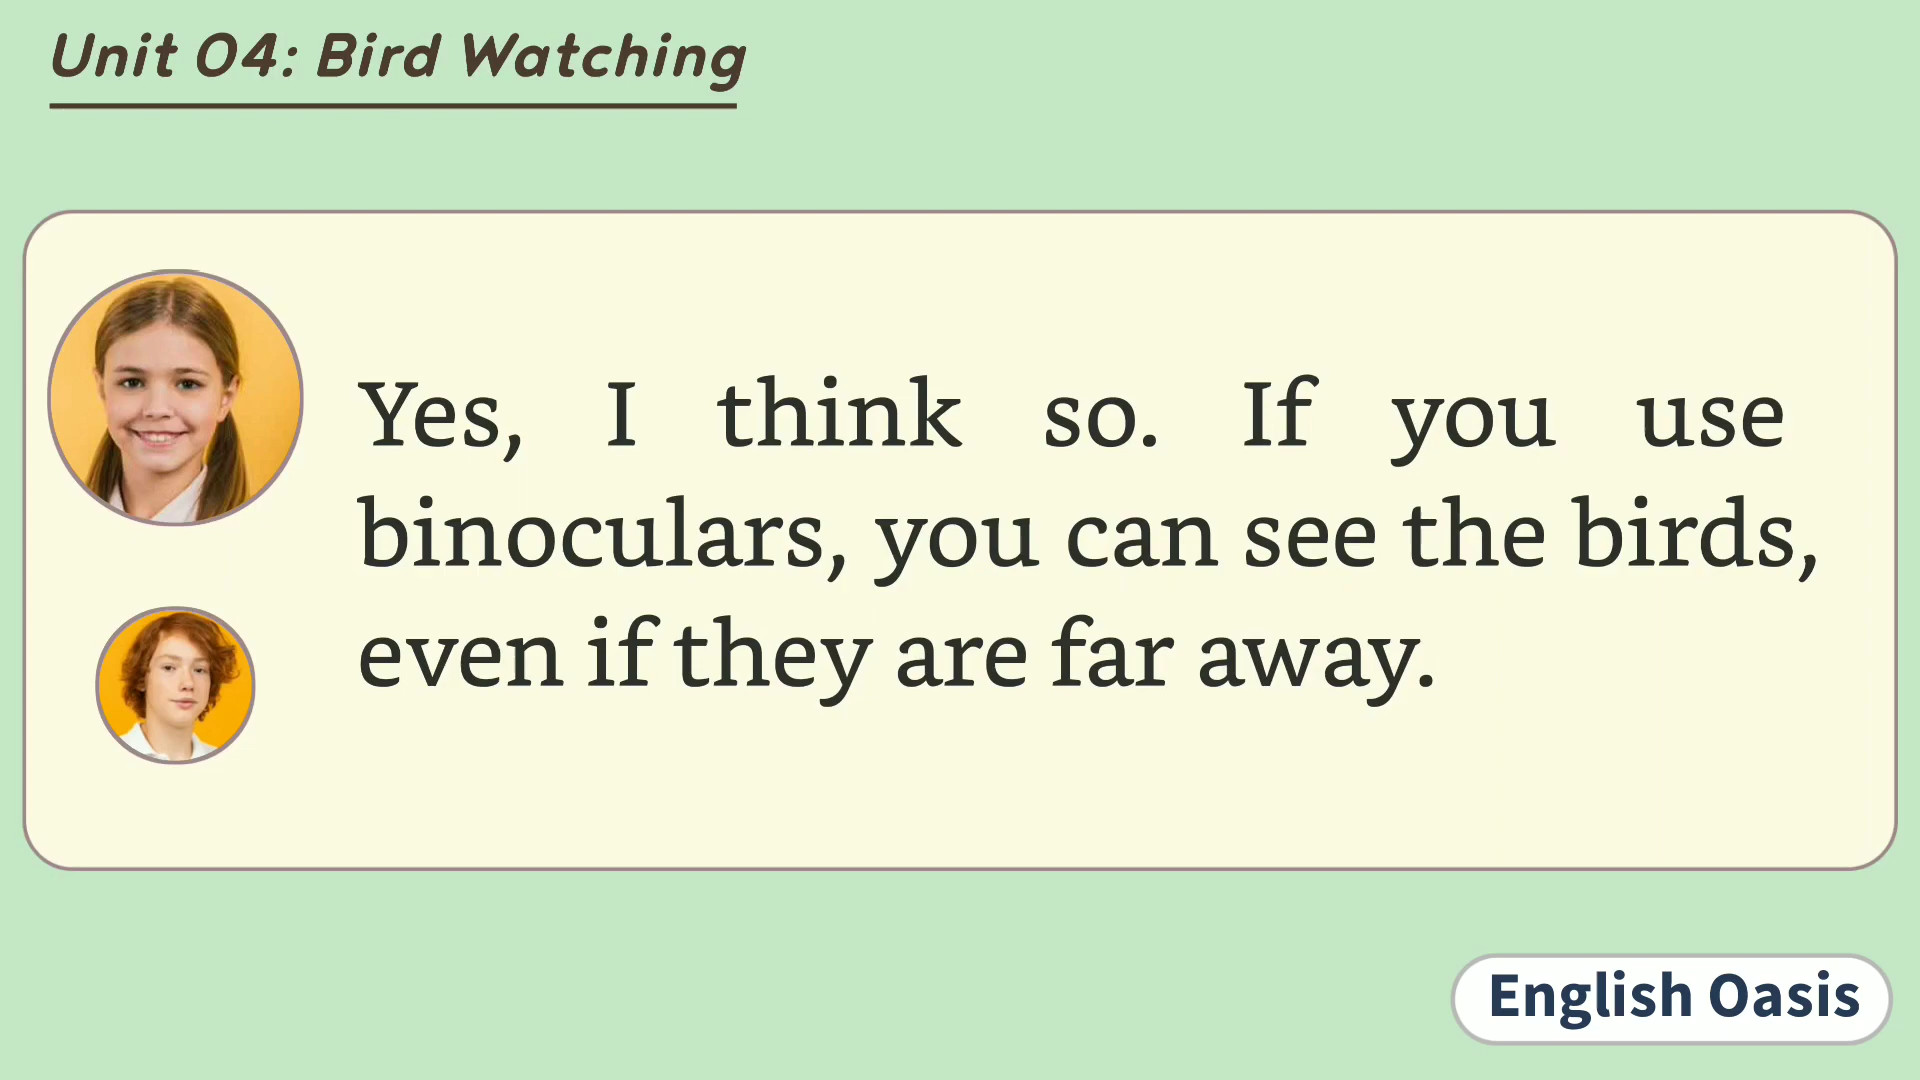 Unit 04: Bird Watching
Yes, I think so. If you use
binoculars, you can see the birds,
even if they are far away.
English Oasis